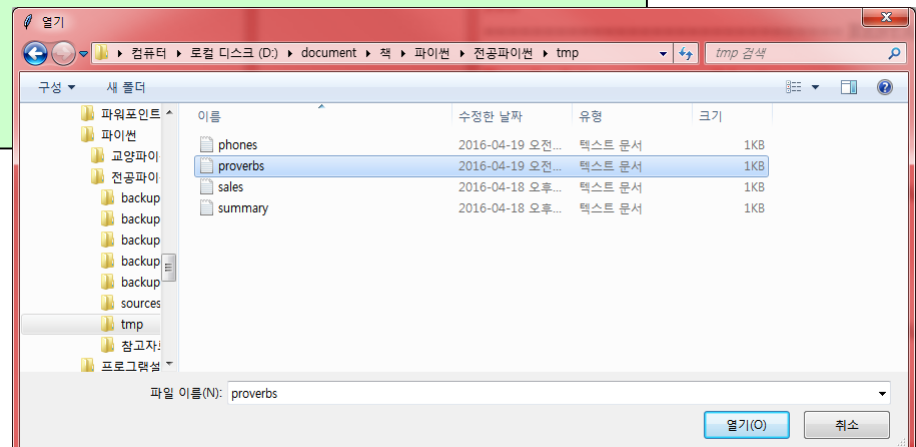 열기
컴퓨터 ▸ 로컬 디스크 (D:) ▸ document ▸ 책 ▸ 파이썬 ▸ 전공파이썬 ▸ tmp
tmp 검색
구성 ▼ 새 폴더
이름 수정한 날짜 유형 크기
파워포인트
파이썬
교양파이
전공파이
backup
backup
backup
backup
backup
sources
tmp
참고자
프로그램설
phones 2016-04-19 오전... 텍스트 문서 1KB
proverbs 2016-04-19 오전... 텍스트 문서 1KB
sales 2016-04-18 오후... 텍스트 문서 1KB
summary 2016-04-18 오후... 텍스트 문서 1KB
파일 이름(N): proverbs
열기(O) 취소